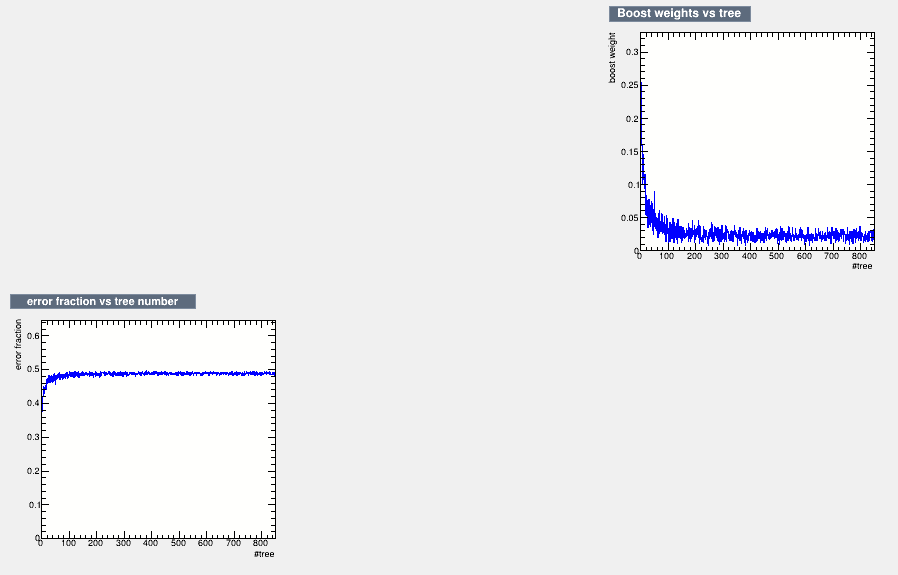 Boost weights vs tree
boost weight
0.3
0.25
0.2
0.15
0.1
0.05
0
0 100 200 300 400 500 600 700 800
#tree
error fraction vs tree number
error fraction
0.6
0.5
0.4
0.3
0.2
0.1
0
0 100 200 300 400 500 600 700 800
#tree